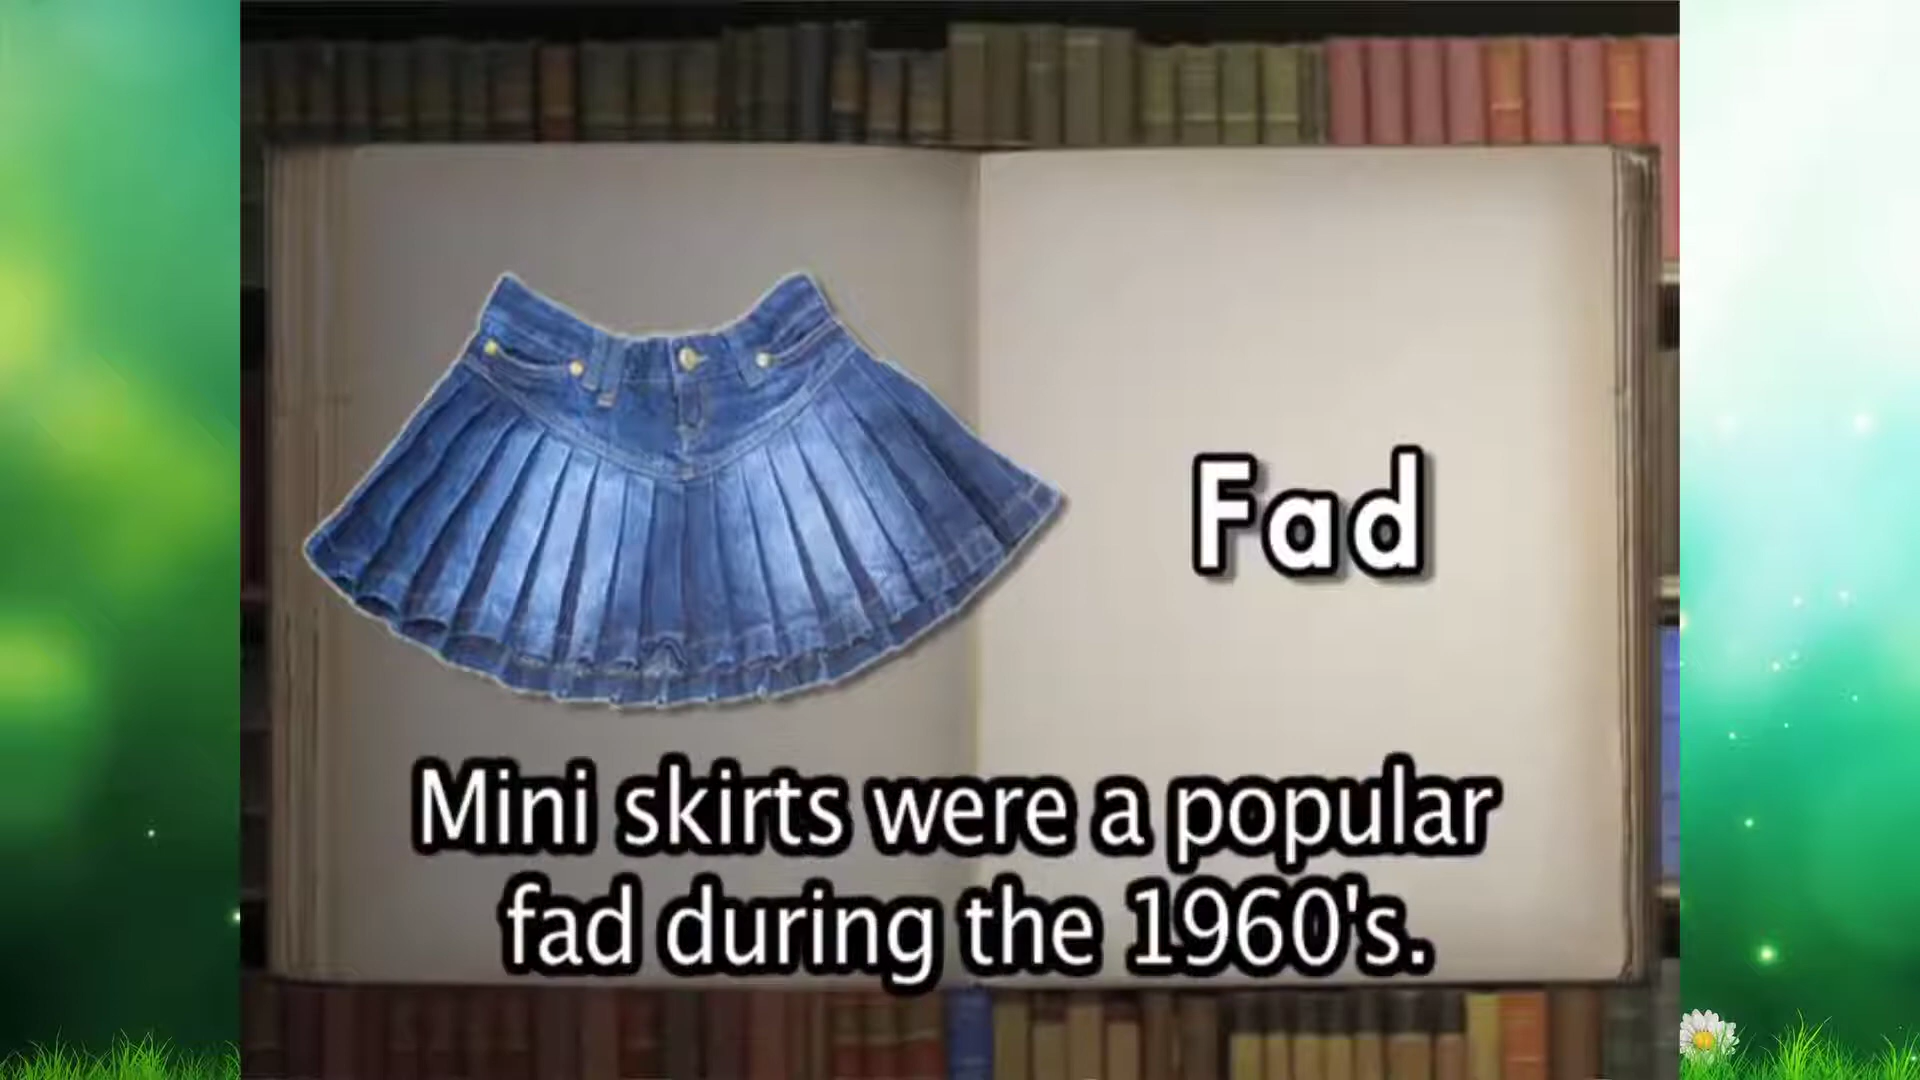 Fad
Mini skirts were a popular
fad during the 1960's.